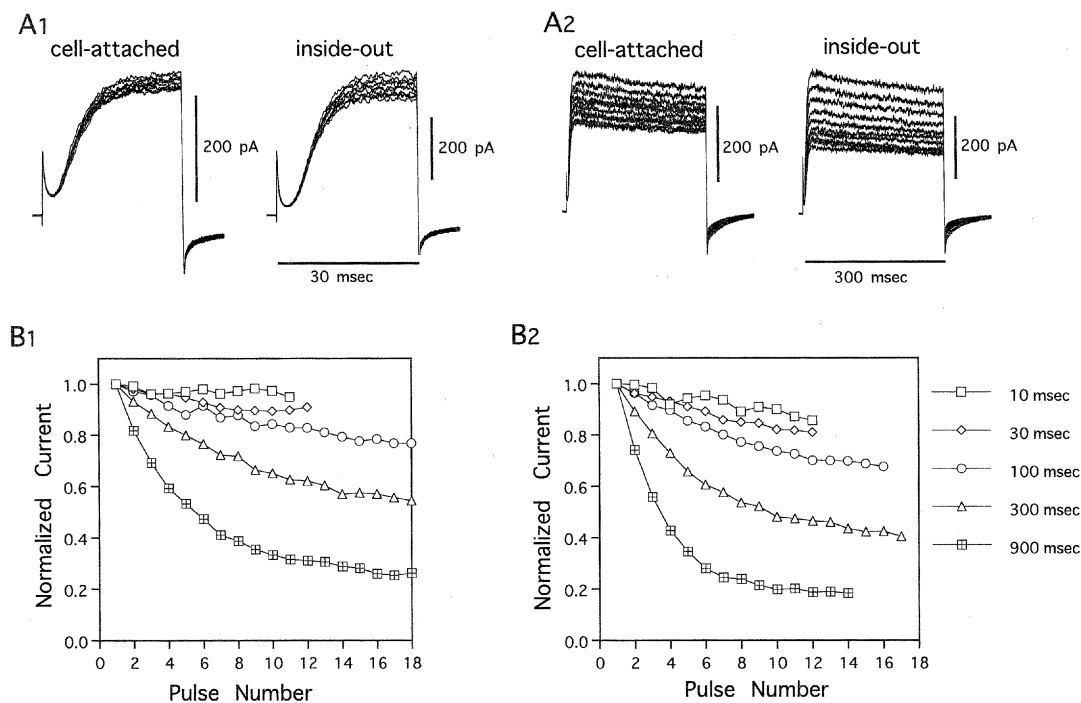 A1
cell-attached
inside-out
200 pA
200 pA
30 msec
A2
cell-attached
inside-out
200 pA
200 pA
300 msec
B1
Normalized Current
1.0
0.8
0.6
0.4
0.2
0.0
0 2 4 6 8 10 12 14 16 18
Pulse Number
B2
Normalized Current
1.0
0.8
0.6
0.4
0.2
0.0
0 2 4 6 8 10 12 14 16 18
Pulse Number
10 msec
30 msec
100 msec
300 msec
900 msec